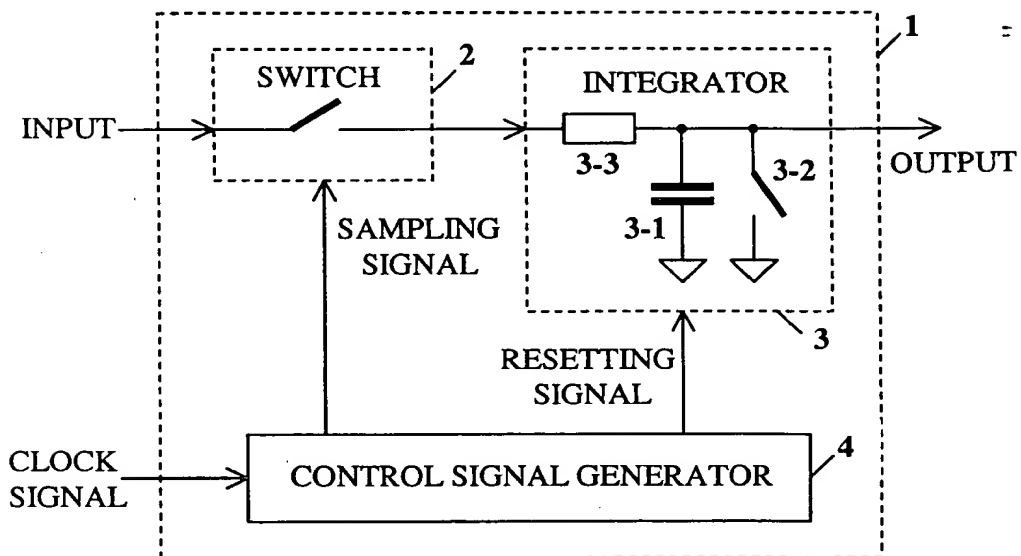 1
2
SWITCH
INTEGRATOR
INPUT
3-3
3-2
OUTPUT
3-1
SAMPLING
SIGNAL
3
RESETTING
SIGNAL
CLOCK
SIGNAL
CONTROL SIGNAL GENERATOR
4